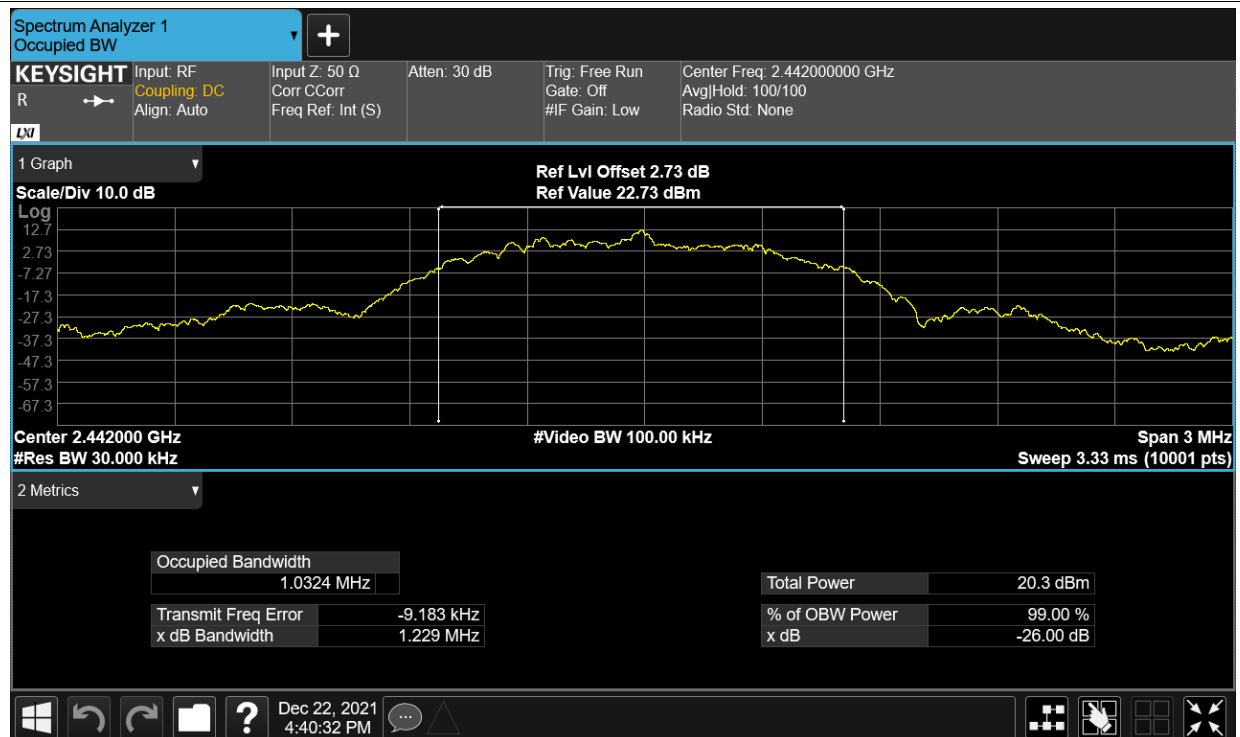 Spectrum Analyzer 1
Occupied BW
▼
+
KEYSIGHT Input: RF Input Z: 50 Ω Atten: 30 dB Trig: Free Run Center Freq: 2.442000000 GHz
R Coupling: DC Corr CCorr Gate: Off Avg|Hold: 100/100
Align: Auto Freq Ref: Int (S) #IF Gain: Low Radio Std: None
LXI
1 Graph ▼
Ref Lvl Offset 2.73 dB
Scale/Div 10.0 dB Ref Value 22.73 dBm
Log
12.7
2.73
-7.27
-17.3
-27.3
-37.3
-47.3
-57.3
-67.3
Center 2.442000 GHz #Video BW 100.00 kHz Span 3 MHz
#Res BW 30.000 kHz Sweep 3.33 ms (10001 pts)
2 Metrics ▼
Occupied Bandwidth
1.0324 MHz Total Power 20.3 dBm
Transmit Freq Error -9.183 kHz % of OBW Power 99.00 %
x dB Bandwidth 1.229 MHz x dB -26.00 dB
? Dec 22, 2021
4:40:32 PM